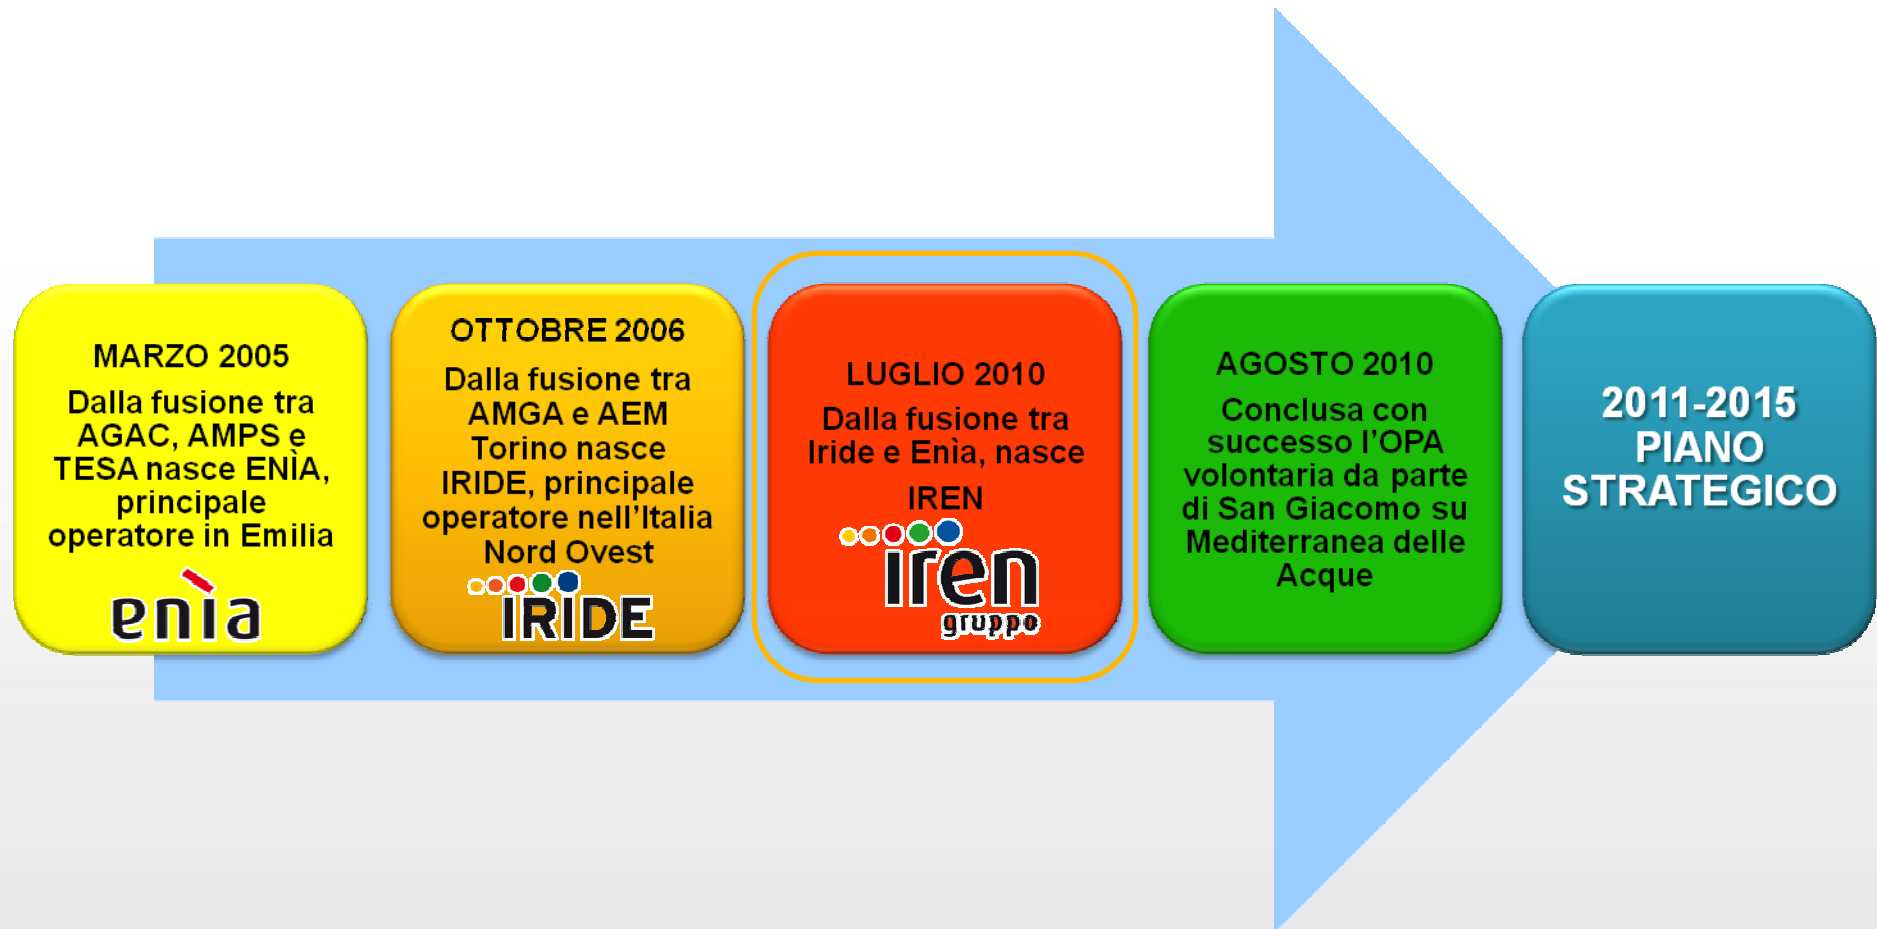 MARZO 2005
Dalla fusione tra
AGAC, AMPS e
TESA nasce ENÌA,
principale
operatore in Emilia
enìa
OTTOBRE 2006
Dalla fusione tra
AMGA e AEM
Torino nasce
IRIDE, principale
operatore nell'Italia
Nord Ovest
IRIDE
LUGLIO 2010
Dalla fusione tra
Iride e Enìa, nasce
IREN
iren
gruppo
AGOSTO 2010
Conclusa con
successo l'OPA
volontaria da parte
di San Giacomo su
Mediterranea delle
Acque
2011-2015
PIANO
STRATEGICO